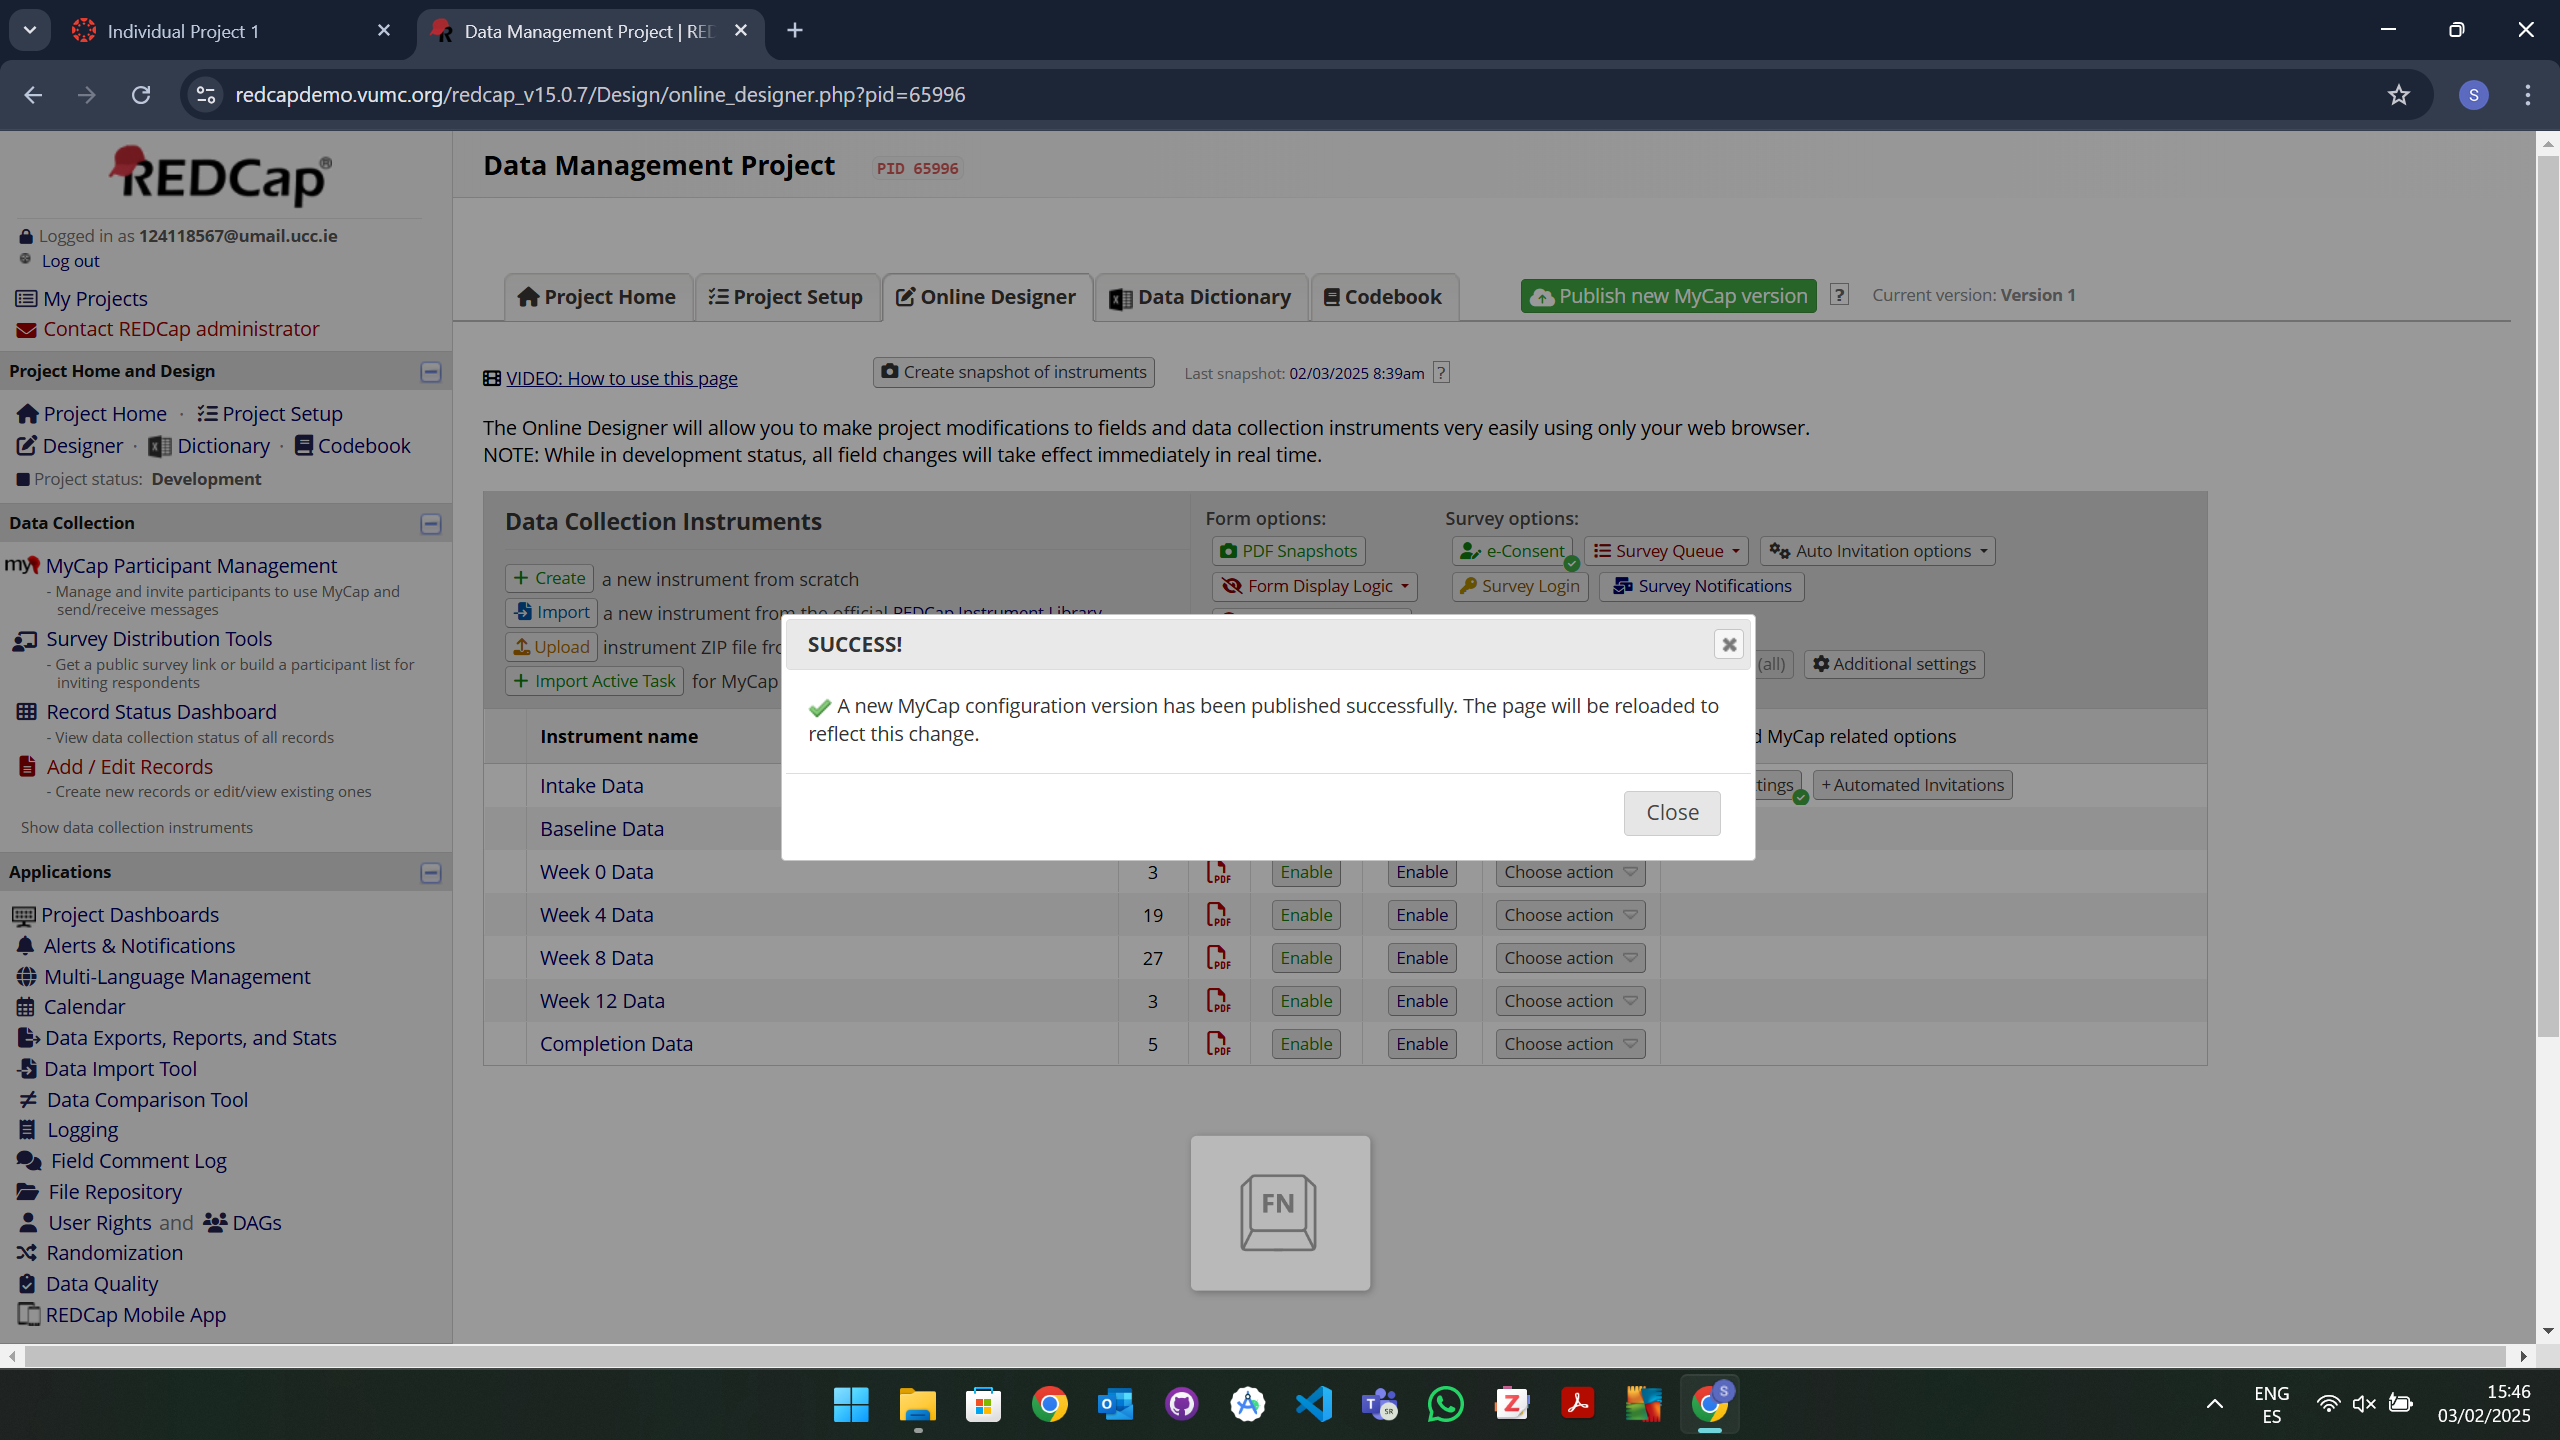 Individual Project 1
Data Management Project | RED
redcapdemo.vumc.org/redcap_v15.0.7/Design/online_designer.php?pid=65996
S
REDCap®
Logged in as 124118567@umail.ucc.ie
Log out
My Projects
Contact REDCap administrator
Project Home and Design
Project Home · Project Setup
Designer · Dictionary · Codebook
Project status: Development
Data Collection
my MyCap Participant Management
- Manage and invite participants to use MyCap and
send/receive messages
Survey Distribution Tools
- Get a public survey link or build a participant list for
inviting respondents
Record Status Dashboard
- View data collection status of all records
Add / Edit Records
- Create new records or edit/view existing ones
Show data collection instruments
Applications
Project Dashboards
Alerts & Notifications
Multi-Language Management
Calendar
Data Exports, Reports, and Stats
Data Import Tool
Data Comparison Tool
Logging
Field Comment Log
File Repository
User Rights and DAGs
Randomization
Data Quality
REDCap Mobile App
Data Management Project PID 65996
Project Home Project Setup Online Designer Data Dictionary Codebook Publish new MyCap version ? Current version: Version 1
VIDEO: How to use this page Create snapshot of instruments Last snapshot: 02/03/2025 8:39am ?
The Online Designer will allow you to make project modifications to fields and data collection instruments very easily using only your web browser.
NOTE: While in development status, all field changes will take effect immediately in real time.
Data Collection Instruments
+ Create a new instrument from scratch
Import a new instrument from the official REDCap Instrument Library
Upload instrument ZIP file fro
+ Import Active Task for MyCap
Form options:
PDF Snapshots
Form Display Logic
Survey options:
e-Consent Survey Queue Auto Invitation options
Survey Login Survey Notifications
(all) Additional settings
SUCCESS!
A new MyCap configuration version has been published successfully. The page will be reloaded to
reflect this change.
Close
Instrument name d MyCap related options
Intake Data tings + Automated Invitations
Baseline Data
Week 0 Data 3 PDF Enable Enable Choose action
Week 4 Data 19 PDF Enable Enable Choose action
Week 8 Data 27 PDF Enable Enable Choose action
Week 12 Data 3 PDF Enable Enable Choose action
Completion Data 5 PDF Enable Enable Choose action
FN
ENG
ES
15:46
03/02/2025